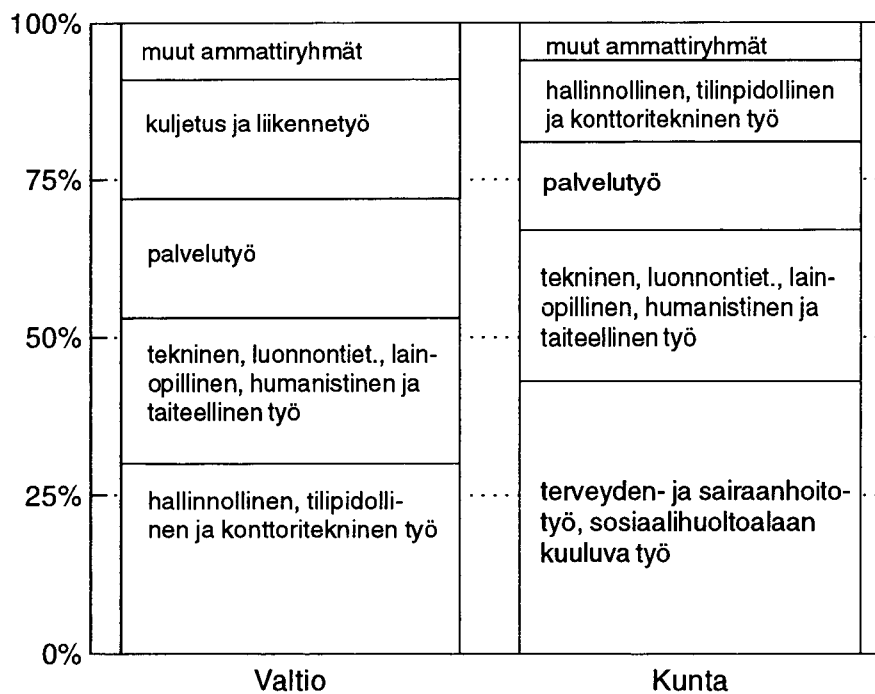 100%
75%
50%
25%
0%
muut ammattiryhmät
kuljetus ja liikennetyö
palvelutyö
tekninen, luonnontiet., lain-
opillinen, humanistinen ja
taiteellinen työ
hallinnollinen, tilipidolli-
nen ja konttoritekninen työ
Valtio
muut ammattiryhmät
hallinnollinen, tilinpidollinen
ja konttoritekninen työ
palvelutyö
tekninen, luonnontiet., lain-
opillinen, humanistinen ja
taiteellinen työ
terveyden- ja sairaanhoito-
työ, sosiaalihuoltoalaan
kuuluva työ
Kunta